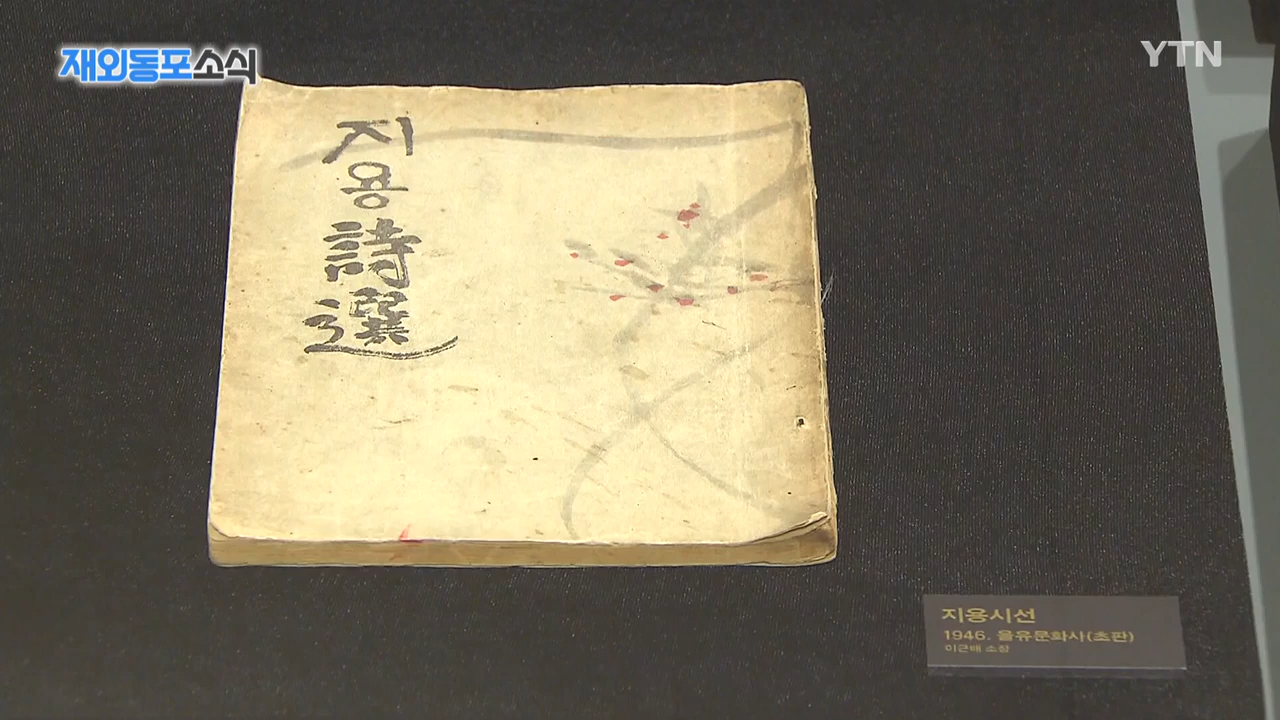 재외동포소식
YTN
지
용
詩
選
지용시선
1946. 을유문화사(초판)
이근배 소장